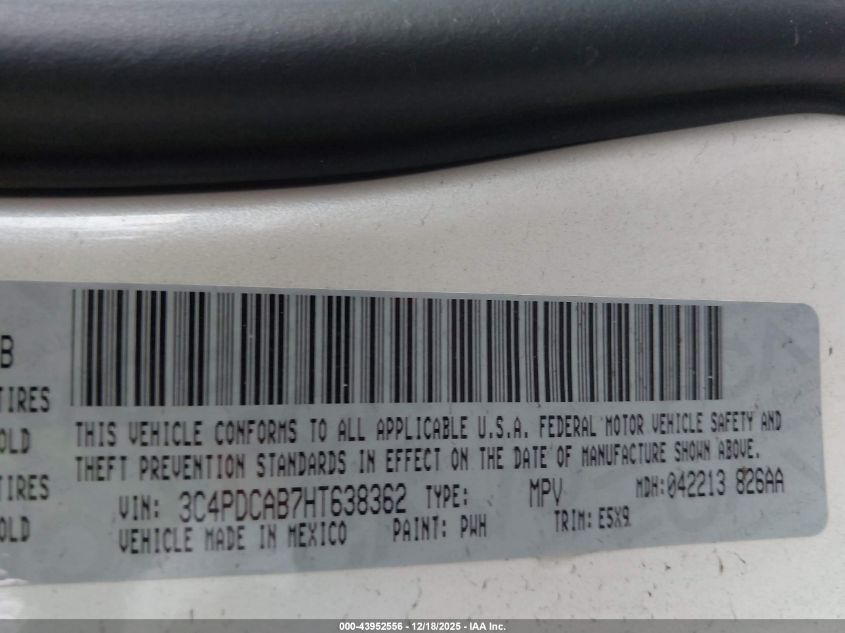 B
TIRES
OLD
TIRES
OLD
THIS VEHICLE CONFORMS TO ALL APPLICABLE U.S.A. FEDERAL MOTOR VEHICLE SAFETY AND
THEFT PREVENTION STANDARDS IN EFFECT ON THE DATE OF MANUFACTURE SHOWN ABOVE.
VIN: 3C4PDCAB7HT638362 TYPE: MPV MDH: 042213 826AA
VEHICLE MADE IN MEXICO PAINT: PWH TRIM: E5X9
000-43952556 - 12/18/2025 - IAA Inc.